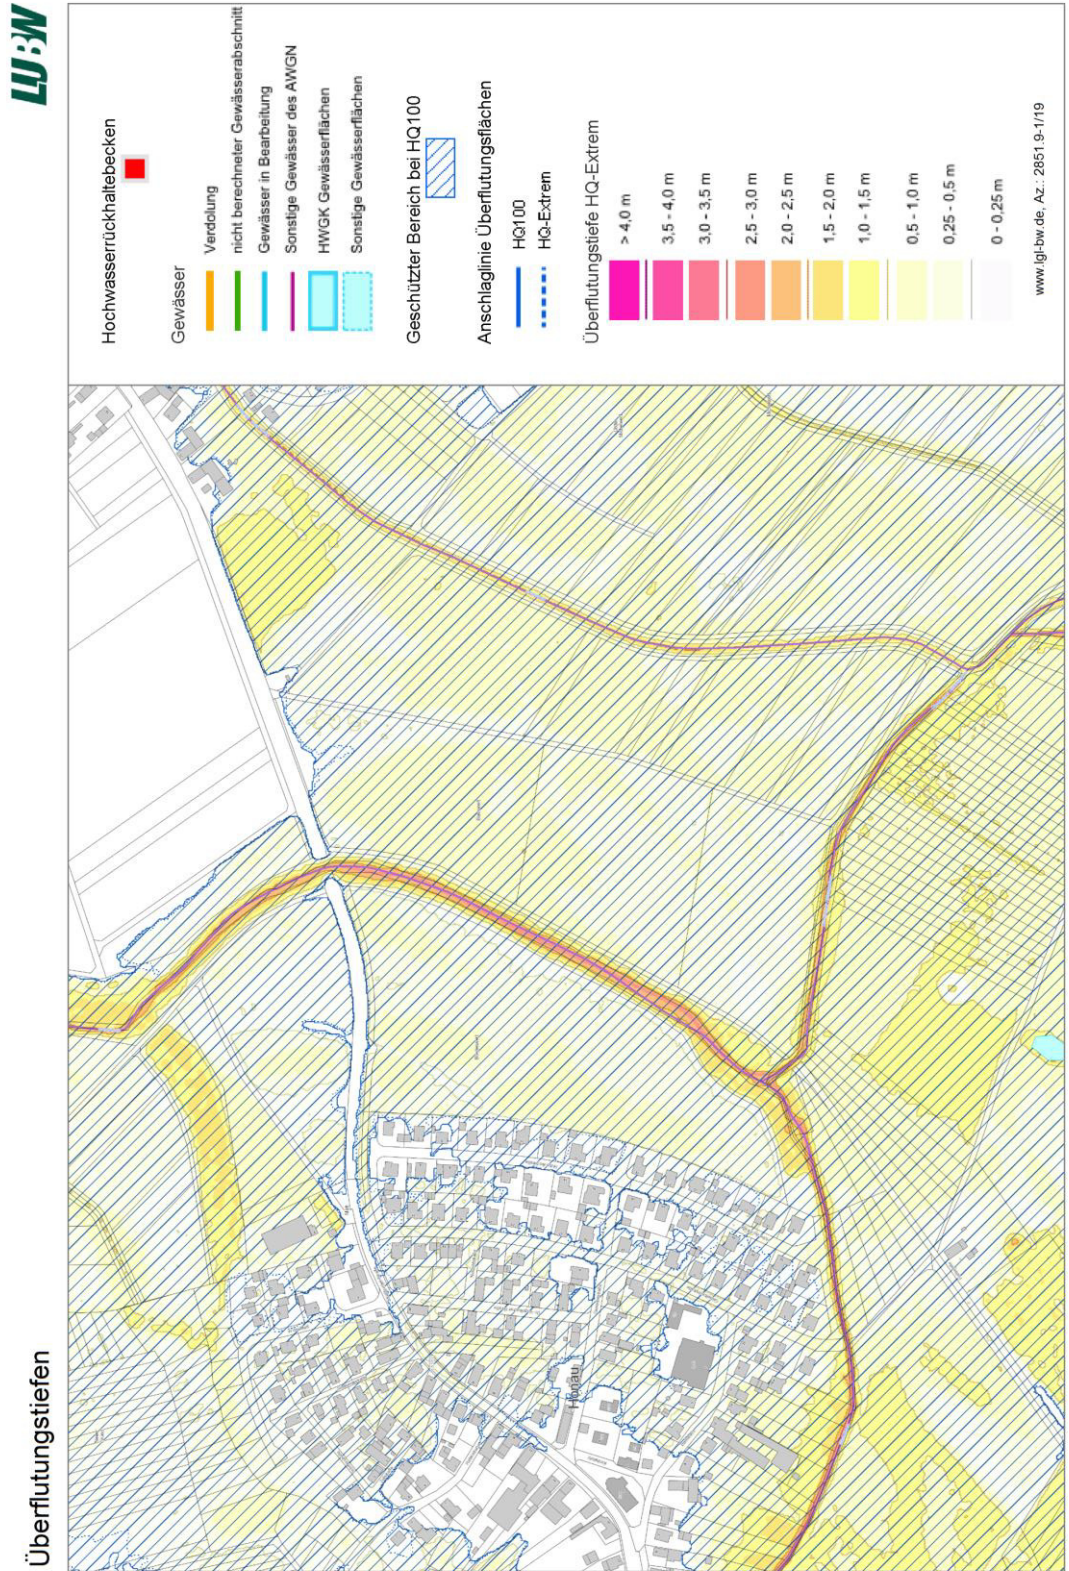 Überflutungstiefen
LUBW
Honau
Hochwasserrückhaltebecken
Gewässer
Verdolung
nicht berechneter Gewässerabschnitt
Gewässer in Bearbeitung
Sonstige Gewässer des AWGN
HWGK Gewässerflächen
Sonstige Gewässerflächen
Geschützter Bereich bei HQ100
Anschlaglinie Überflutungsflächen
HQ100
HQ-Extrem
Überflutungstiefe HQ-Extrem
> 4,0 m
3,5 - 4,0 m
3,0 - 3,5 m
2,5 - 3,0 m
2,0 - 2,5 m
1,5 - 2,0 m
1,0 - 1,5 m
0,5 - 1,0 m
0,25 - 0,5 m
0 - 0,25 m
www.lgl-bw.de, Az.: 2851.9-1/19